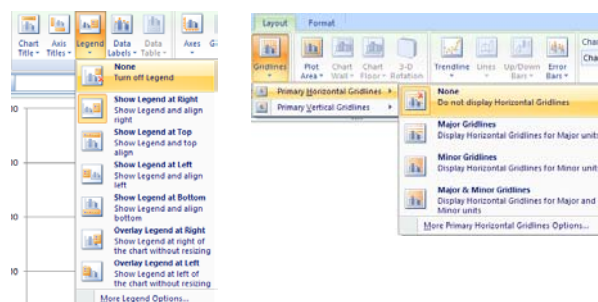 Chart Title
Axis Titles
Legend
Data Labels
Data Table
Axes
None
Turn off Legend
Show Legend at Right
Show Legend and align
right
Show Legend at Top
Show Legend and top
align
Show Legend at Left
Show Legend and align
left
Show Legend at Bottom
Show Legend and align
bottom
Overlay Legend at Right
Show Legend at right of
the chart without resizing
Overlay Legend at Left
Show Legend at left of
the chart without resizing
More Legend Options...
Layout
Format
Gridlines
Plot Area
Chart Wall
Chart Floor
3-D Rotation
Trendline
Lines
Up/Down Bars
Error Bars
Primary Horizontal Gridlines
Primary Vertical Gridlines
None
Do not display Horizontal Gridlines
Major Gridlines
Display Horizontal Gridlines for Major units
Minor Gridlines
Display Horizontal Gridlines for Minor units
Major & Minor Gridlines
Display Horizontal Gridlines for Major and
Minor units
More Primary Horizontal Gridlines Options...